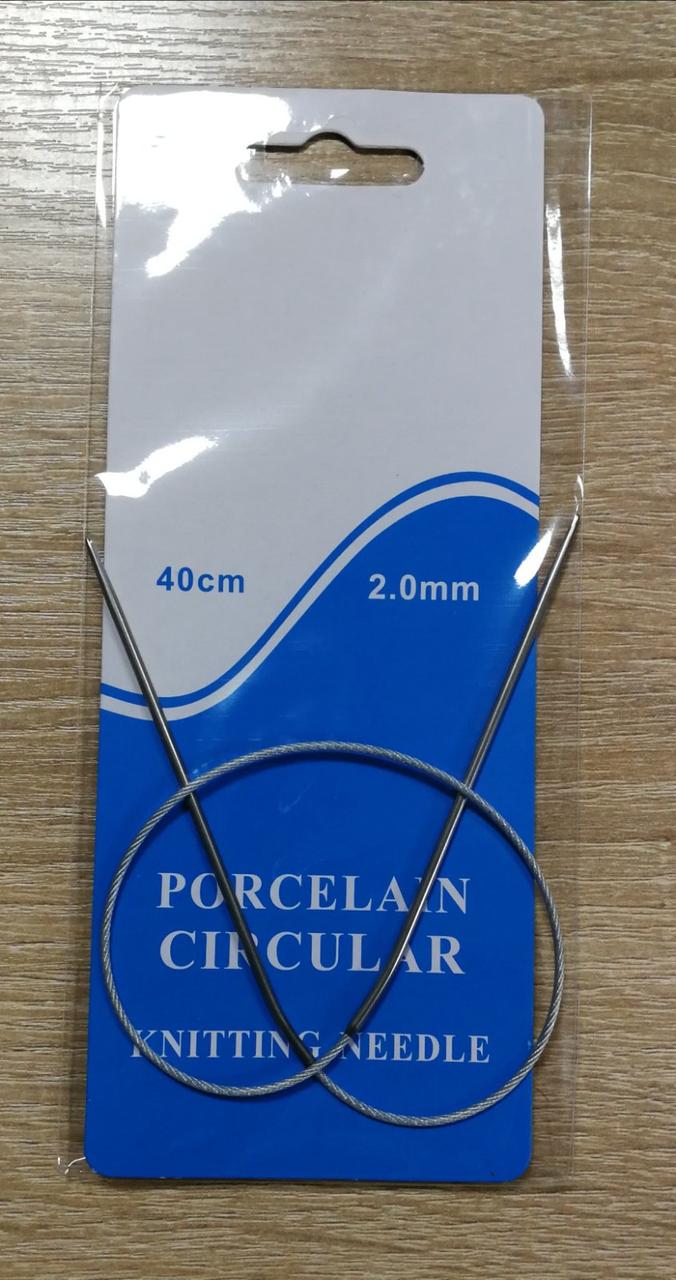 40cm
2.0mm
PORCELAIN
CIRCULAR
KNITTING NEEDLE